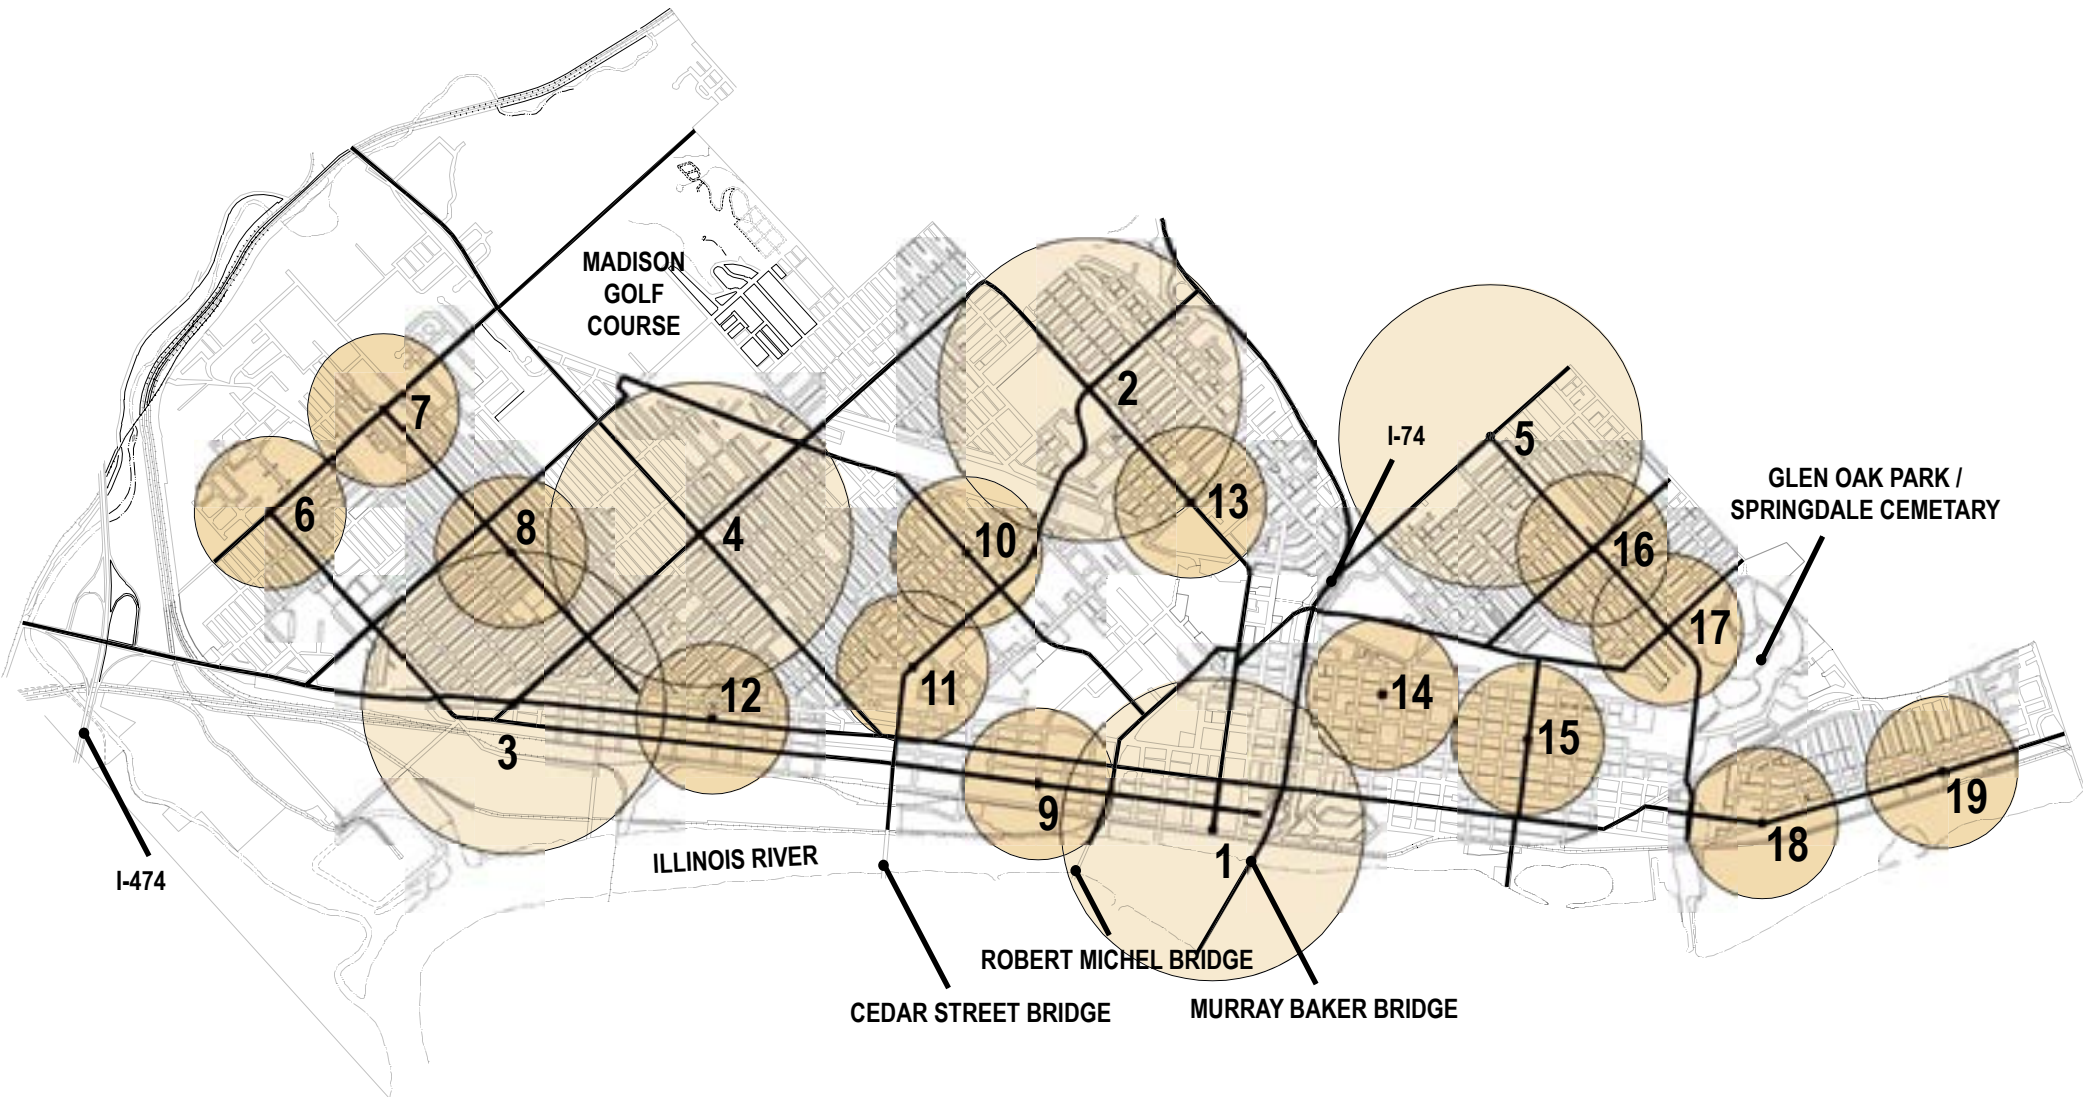 MADISON
GOLF
COURSE
2
7
5
I-74
GLEN OAK PARK /
SPRINGDALE CEMETARY
6
8
4
10
13
16
17
11
12
14
15
3
9
19
18
1
ILLINOIS RIVER
I-474
ROBERT MICHEL BRIDGE
CEDAR STREET BRIDGE
MURRAY BAKER BRIDGE